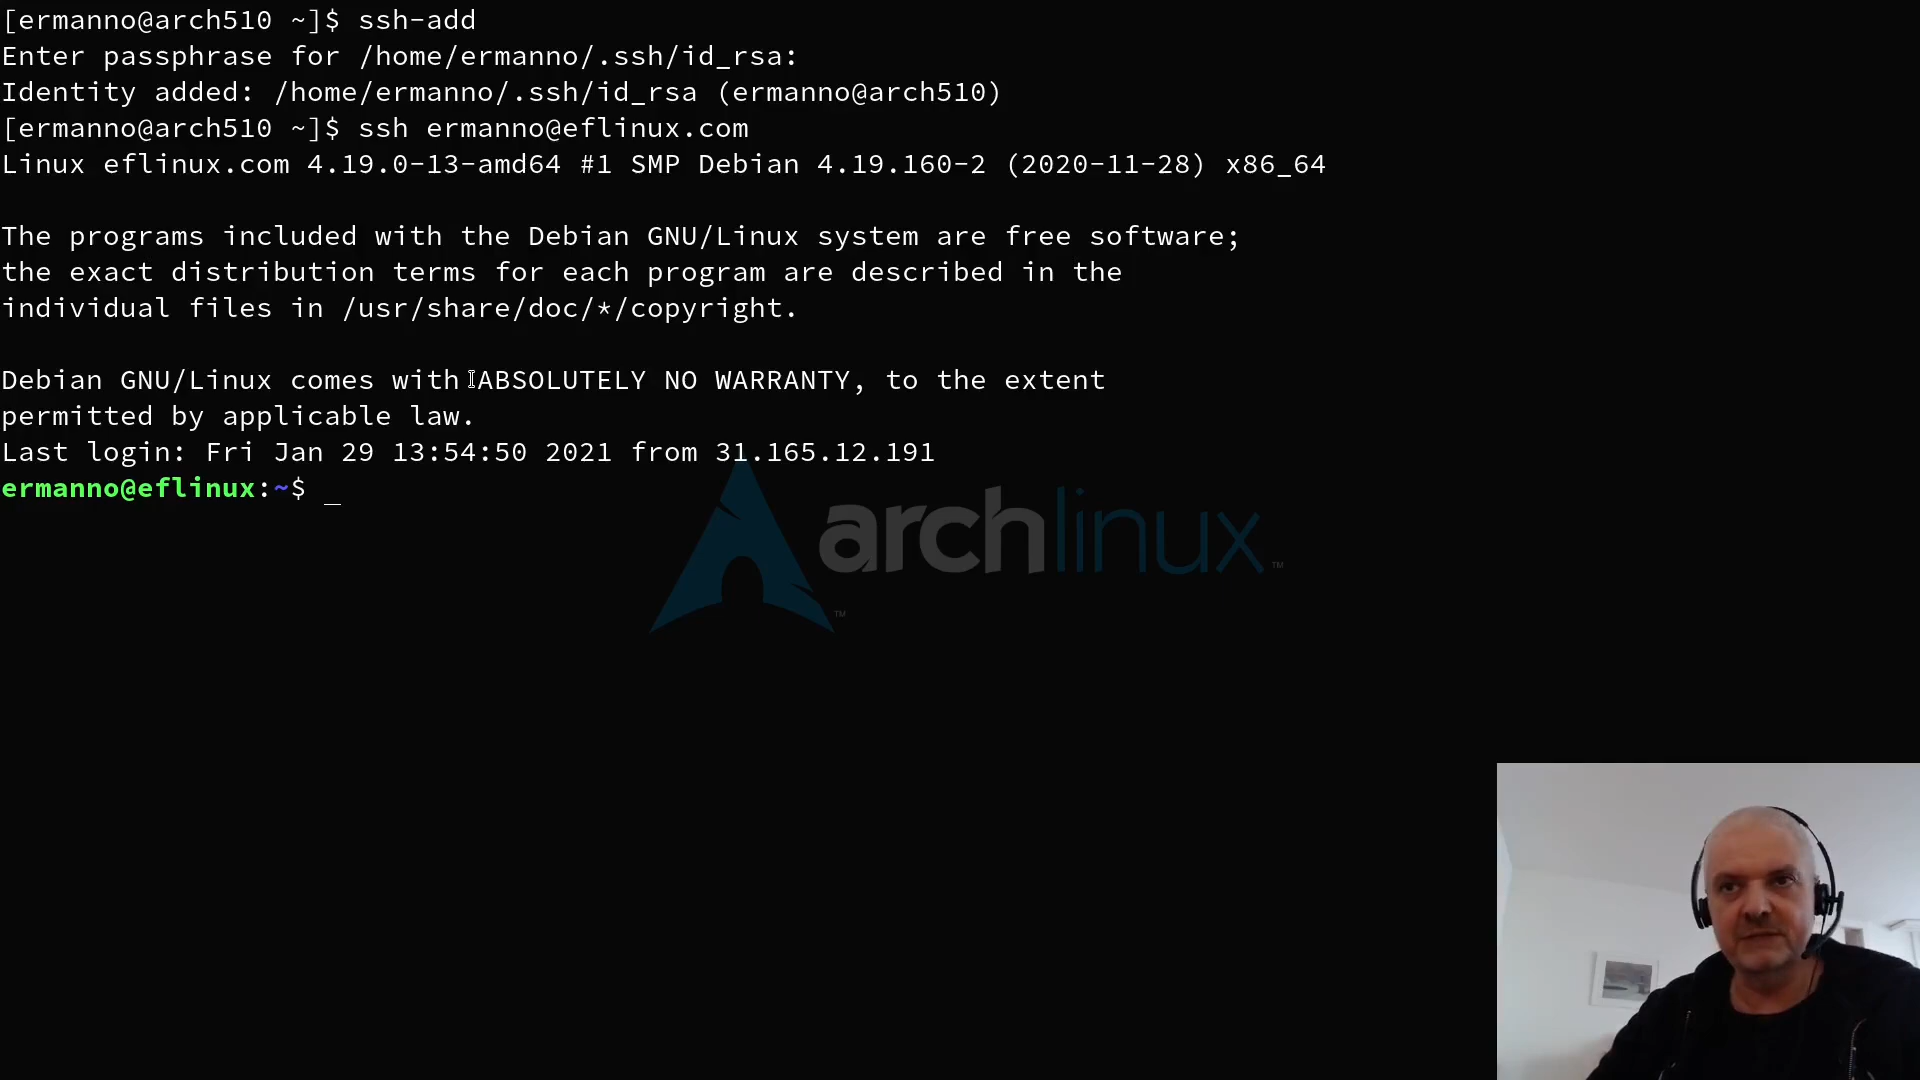 [ermanno@arch510 ~]$ ssh-add
Enter passphrase for /home/ermanno/.ssh/id_rsa:
Identity added: /home/ermanno/.ssh/id_rsa (ermanno@arch510)
[ermanno@arch510 ~]$ ssh ermanno@eflinux.com
Linux eflinux.com 4.19.0-13-amd64 #1 SMP Debian 4.19.160-2 (2020-11-28) x86_64
The programs included with the Debian GNU/Linux system are free software;
the exact distribution terms for each program are described in the
individual files in /usr/share/doc/*/copyright.
Debian GNU/Linux comes with ABSOLUTELY NO WARRANTY, to the extent
permitted by applicable law.
Last login: Fri Jan 29 13:54:50 2021 from 31.165.12.191
ermanno@eflinux:~$ _
archlinux™
™